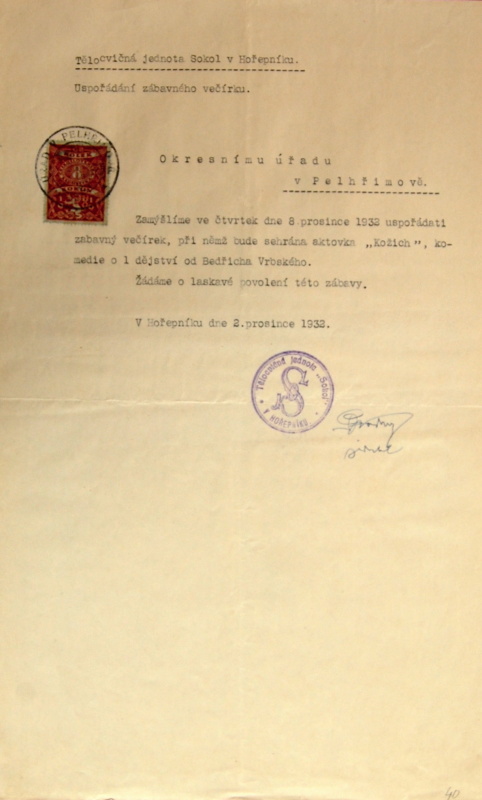 Tělocvičná jednota Sokol v Hořepníku.
Uspořádání zábavného večírku.
Okresnímu úřadu
v Pelhřimově.
Zamýšlíme ve čtvrtek dne 8.prosince 1932 uspořádati
zabavný večírek, při němž bude sehrána aktovka „Kožich", ko-
medie o 1 dějství od Bedřicha Vrbského.
Žádáme o laskavé povolení této zábavy.
V Hořepníku dne 2.prosince 1932.
Tělocvičná jednota „Sokol"
v Hořepníku
40